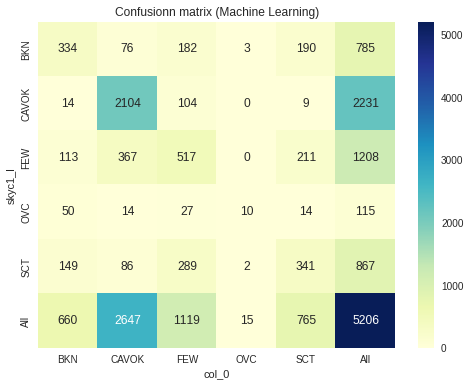 Confusionn matrix (Machine Learning)
skyc1_l
BKN 334 76 182 3 190 785
CAVOK 14 2104 104 0 9 2231
FEW 113 367 517 0 211 1208
OVC 50 14 27 10 14 115
SCT 149 86 289 2 341 867
All 660 2647 1119 15 765 5206
BKN CAVOK FEW OVC SCT All
col_0
5000
4000
3000
2000
1000
0